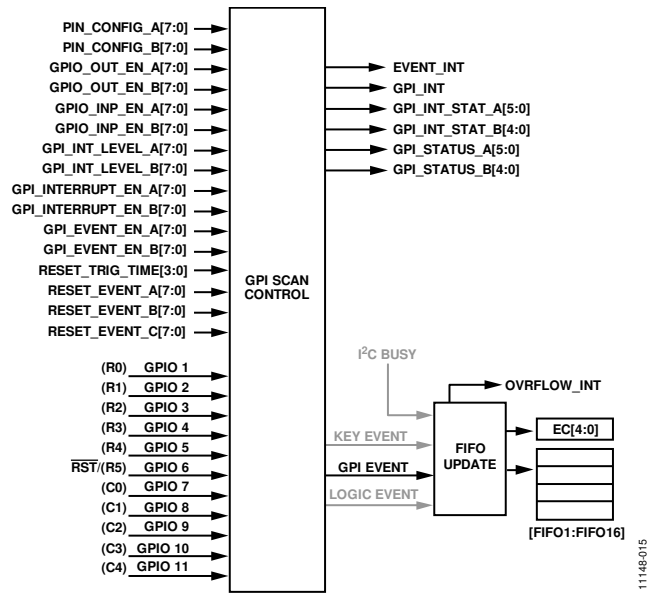 PIN_CONFIG_A[7:0]
PIN_CONFIG_B[7:0]
GPIO_OUT_EN_A[7:0]
GPIO_OUT_EN_B[7:0]
GPIO_INP_EN_A[7:0]
GPIO_INP_EN_B[7:0]
GPI_INT_LEVEL_A[7:0]
GPI_INT_LEVEL_B[7:0]
GPI_INTERRUPT_EN_A[7:0]
GPI_INTERRUPT_EN_B[7:0]
GPI_EVENT_EN_A[7:0]
GPI_EVENT_EN_B[7:0]
RESET_TRIG_TIME[3:0]
RESET_EVENT_A[7:0]
RESET_EVENT_B[7:0]
RESET_EVENT_C[7:0]
(R0) GPIO 1
(R1) GPIO 2
(R2) GPIO 3
(R3) GPIO 4
(R4) GPIO 5
RST/(R5) GPIO 6
(C0) GPIO 7
(C1) GPIO 8
(C2) GPIO 9
(C3) GPIO 10
(C4) GPIO 11
GPI SCAN
CONTROL
EVENT_INT
GPI_INT
GPI_INT_STAT_A[5:0]
GPI_INT_STAT_B[4:0]
GPI_STATUS_A[5:0]
GPI_STATUS_B[4:0]
I²C BUSY
KEY EVENT
GPI EVENT
LOGIC EVENT
FIFO
UPDATE
OVRFLOW_INT
EC[4:0]
[FIFO1:FIFO16]
11148-015